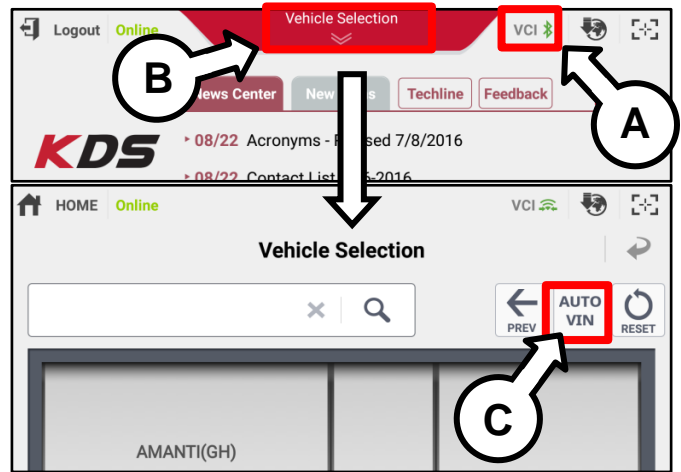 Logout Online Vehicle Selection VCI
B
A
News Center New Techline Feedback
KDS
08/22 Acronyms - sed 7/8/2016
08/22 Contact List -2016
HOME Online VCI
Vehicle Selection
PREV AUTO VIN RESET
C
AMANTI(GH)